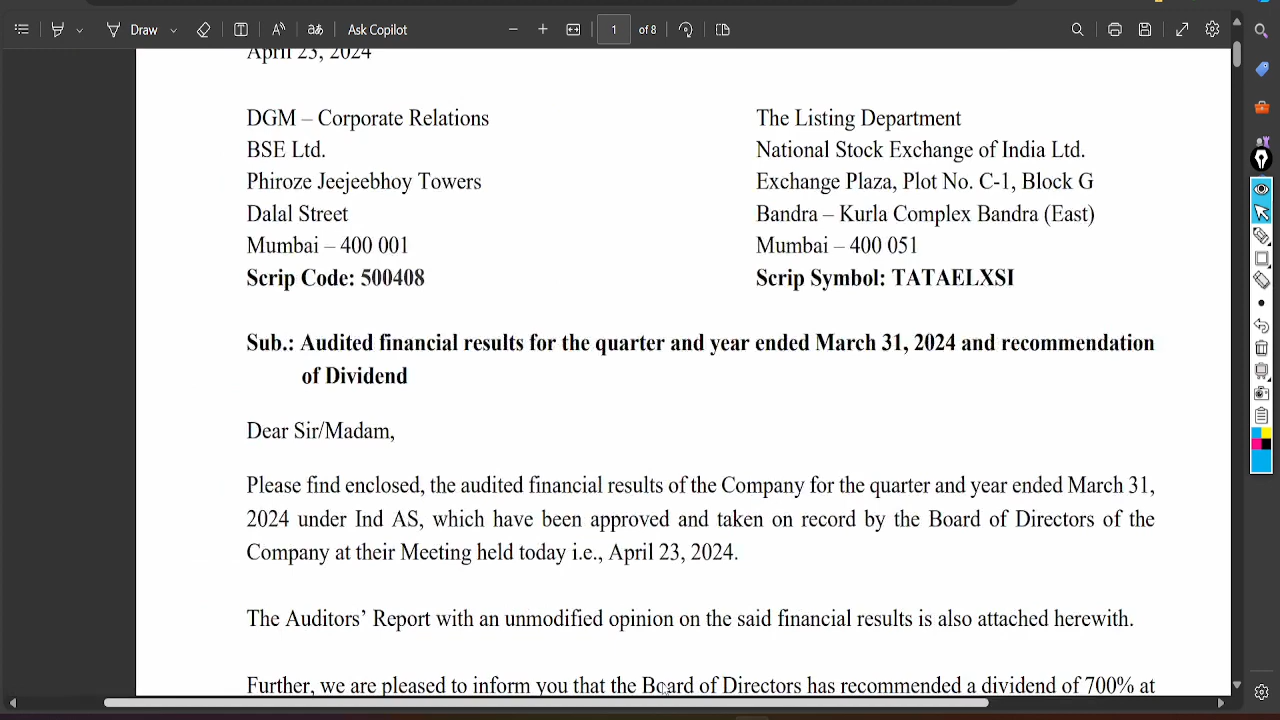 Draw
Ask Copilot
1 of 8
April 23, 2024
DGM – Corporate Relations
BSE Ltd.
Phiroze Jeejeebhoy Towers
Dalal Street
Mumbai – 400 001
Scrip Code: 500408
The Listing Department
National Stock Exchange of India Ltd.
Exchange Plaza, Plot No. C-1, Block G
Bandra – Kurla Complex Bandra (East)
Mumbai – 400 051
Scrip Symbol: TATAELXSI
Sub.: Audited financial results for the quarter and year ended March 31, 2024 and recommendation
of Dividend
Dear Sir/Madam,
Please find enclosed, the audited financial results of the Company for the quarter and year ended March 31,
2024 under Ind AS, which have been approved and taken on record by the Board of Directors of the
Company at their Meeting held today i.e., April 23, 2024.
The Auditors’ Report with an unmodified opinion on the said financial results is also attached herewith.
Further, we are pleased to inform you that the Board of Directors has recommended a dividend of 700% at